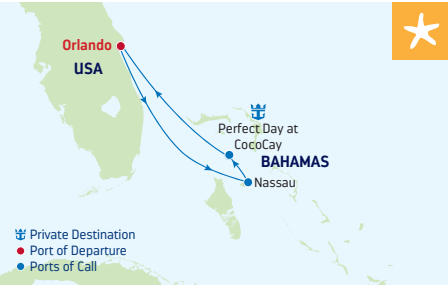 Orlando
USA
Perfect Day at
CocoCay
BAHAMAS
Nassau
Private Destination
Port of Departure
Ports of Call